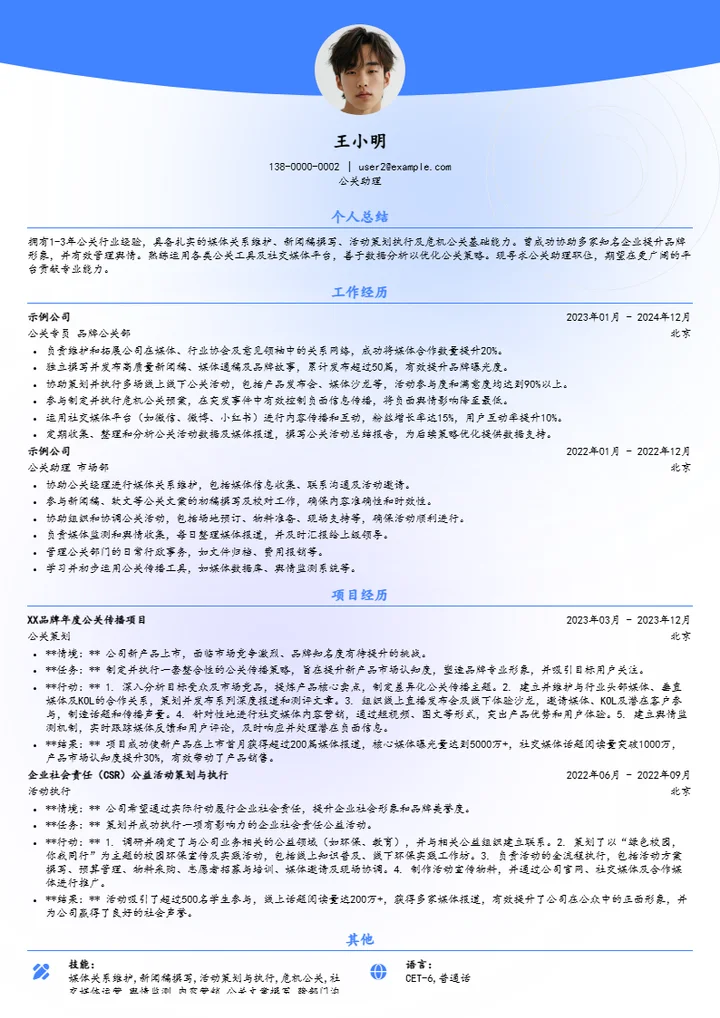 王小明
138-0000-0002 | user2@example.com
公关助理
个人总结
拥有1-3年公关行业经验，具备扎实的媒体关系维护、新闻稿撰写、活动策划执行及危机公关基础能力。曾成功协助多家知名企业提升品牌
形象，并有效管理舆情。熟练运用各类公关工具及社交媒体平台，善于数据分析以优化公关策略。现寻求公关助理职位，期望在更广阔的平
台贡献专业能力。
工作经历
示例公司 2023年01月 - 2024年12月
公关专员 品牌公关部 北京
• 负责维护和拓展公司在媒体、行业协会及意见领袖中的关系网络，成功将媒体合作数量提升20%。
• 独立撰写并发布高质量新闻稿、媒体通稿及品牌故事，累计发布超过50篇，有效提升品牌曝光度。
• 协助策划并执行多场线上线下公关活动，包括产品发布会、媒体沙龙等，活动参与度和满意度均达到90%以上。
• 参与制定并执行危机公关预案，在突发事件中有效控制负面信息传播，将负面舆情影响降至最低。
• 运用社交媒体平台（如微信、微博、小红书）进行内容传播和互动，粉丝增长率达15%，用户互动率提升10%。
• 定期收集、整理和分析公关活动数据及媒体报道，撰写公关活动总结报告，为后续策略优化提供数据支持。
示例公司 2022年01月 - 2022年12月
公关助理 市场部 北京
• 协助公关经理进行媒体关系维护，包括媒体信息收集、联系沟通及活动邀请。
• 参与新闻稿、软文等公关文案的初稿撰写及校对工作，确保内容准确性和时效性。
• 协助组织和协调公关活动，包括场地预订、物料准备、现场支持等，确保活动顺利进行。
• 负责媒体监测和舆情收集，每日整理媒体报道，并及时汇报给上级领导。
• 管理公关部门的日常行政事务，如文件归档、费用报销等。
• 学习并初步运用公关传播工具，如媒体数据库、舆情监测系统等。
项目经历
XX品牌年度公关传播项目 2023年03月 - 2023年12月
公关策划 北京
• **情境：** 公司新产品上市，面临市场竞争激烈、品牌知名度有待提升的挑战。
• **任务：** 制定并执行一套整合性的公关传播策略，旨在提升新产品市场认知度，塑造品牌专业形象，并吸引目标用户关注。
• **行动：** 1. 深入分析目标受众及市场竞品，提炼产品核心卖点，制定差异化公关传播主题。2. 建立并维护与行业头部媒体、垂直
媒体及KOL的合作关系，策划并发布系列深度报道和测评文章。3. 组织线上直播发布会及线下体验沙龙，邀请媒体、KOL及潜在客户参
与，制造话题和传播声量。4. 针对性地进行社交媒体内容营销，通过短视频、图文等形式，突出产品优势和用户体验。5. 建立舆情监
测机制，实时跟踪媒体反馈和用户评论，及时响应并处理潜在负面信息。
• **结果：** 项目成功使新产品在上市首月获得超过200篇媒体报道，核心媒体曝光量达到5000万+，社交媒体话题阅读量突破1000万，
产品市场认知度提升30%，有效带动了产品销售。
企业社会责任（CSR）公益活动策划与执行 2022年06月 - 2022年09月
活动执行 北京
• **情境：** 公司希望通过实际行动履行企业社会责任，提升企业社会形象和品牌美誉度。
• **任务：** 策划并成功执行一项有影响力的企业社会责任公益活动。
• **行动：** 1. 调研并确定了与公司业务相关的公益领域（如环保、教育），并与相关公益组织建立联系。2. 策划了以“绿色校园，
你我同行”为主题的校园环保宣传及实践活动，包括线上知识普及、线下环保实践工作坊。3. 负责活动的全流程执行，包括活动方案
撰写、预算管理、物料采购、志愿者招募与培训、媒体邀请及现场协调。4. 制作活动宣传物料，并通过公司官网、社交媒体及合作媒
体进行推广。
• **结果：** 活动吸引了超过500名学生参与，线上话题阅读量达200万+，获得多家媒体报道，有效提升了公司在公众中的正面形象，并
为公司赢得了良好的社会声誉。
其他
技能： 语言：
媒体关系维护,新闻稿撰写,活动策划与执行,危机公关,社 CET-6,普通话
交媒体运营,舆情监测,内容营销,公关文案撰写,跨部门沟